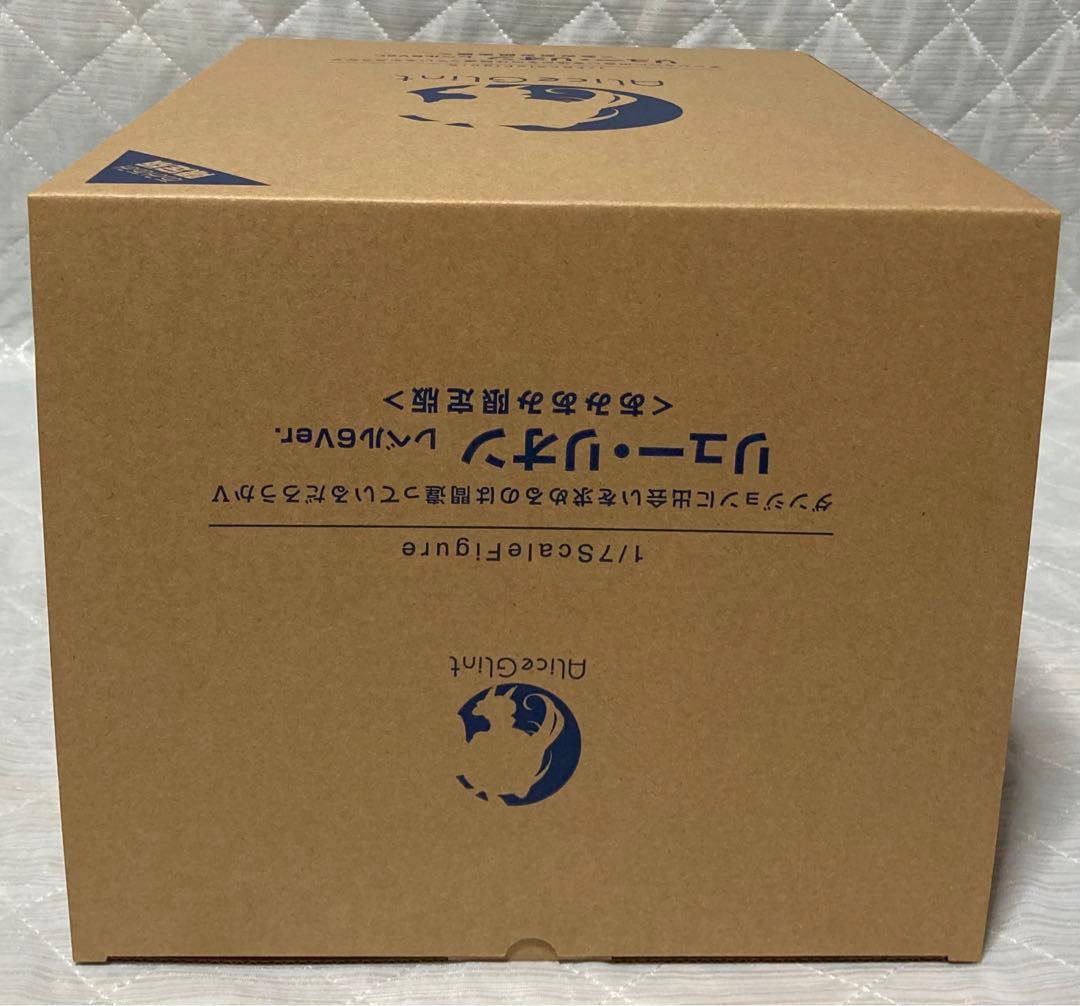 AliceGlint
1/7ScaleFigure
ダンジョンに出会いを求めるのは間違っているだろうかV
リュー・リオン レベル6Ver.
<あみあみ限定版>
AliceGlint